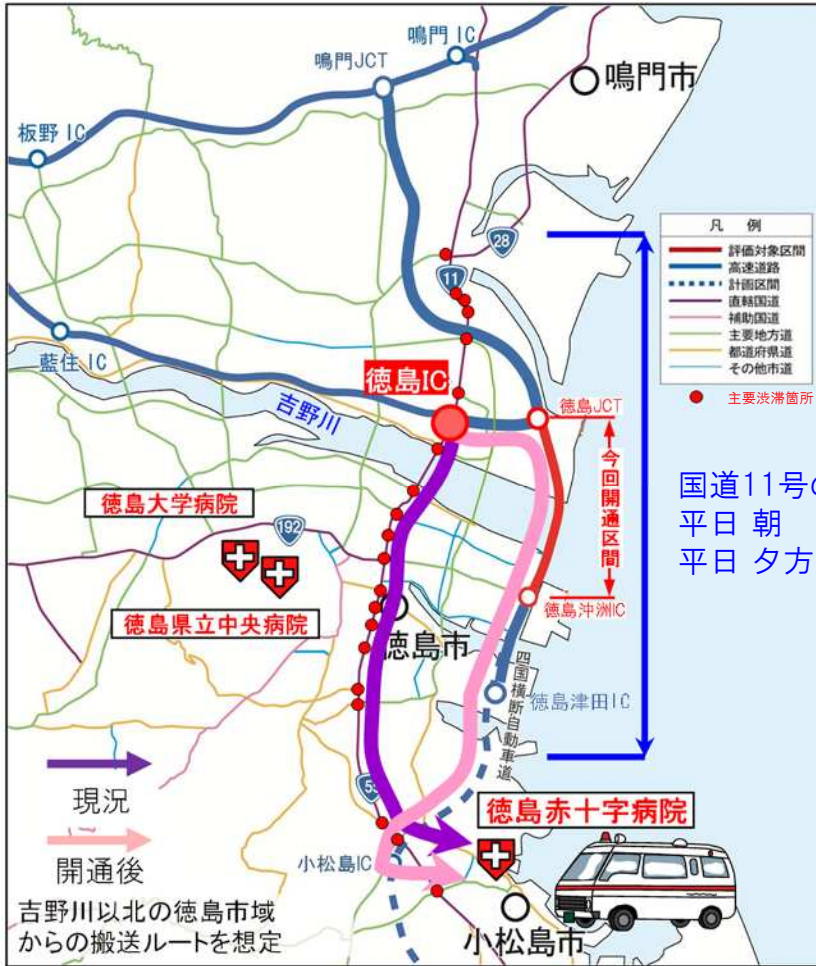 鳴門 IC
鳴門JCT
鳴門市
板野 IC
28
凡 例
評価対象区間
高速道路
計画区間
直轄国道
補助国道
主要地方道
都道府県道
その他市道
主要渋滞箇所
11
藍住 IC
徳島IC
徳島JCT
吉野川
今回開通区間
国道11号の
平日 朝
平日 夕方
徳島大学病院
192
徳島県立中央病院
徳島沖洲IC
徳島市
四国横断自動車道
徳島津田IC
現況
55
徳島赤十字病院
開通後
小松島IC
吉野川以北の徳島市域
からの搬送ルートを想定
小松島市